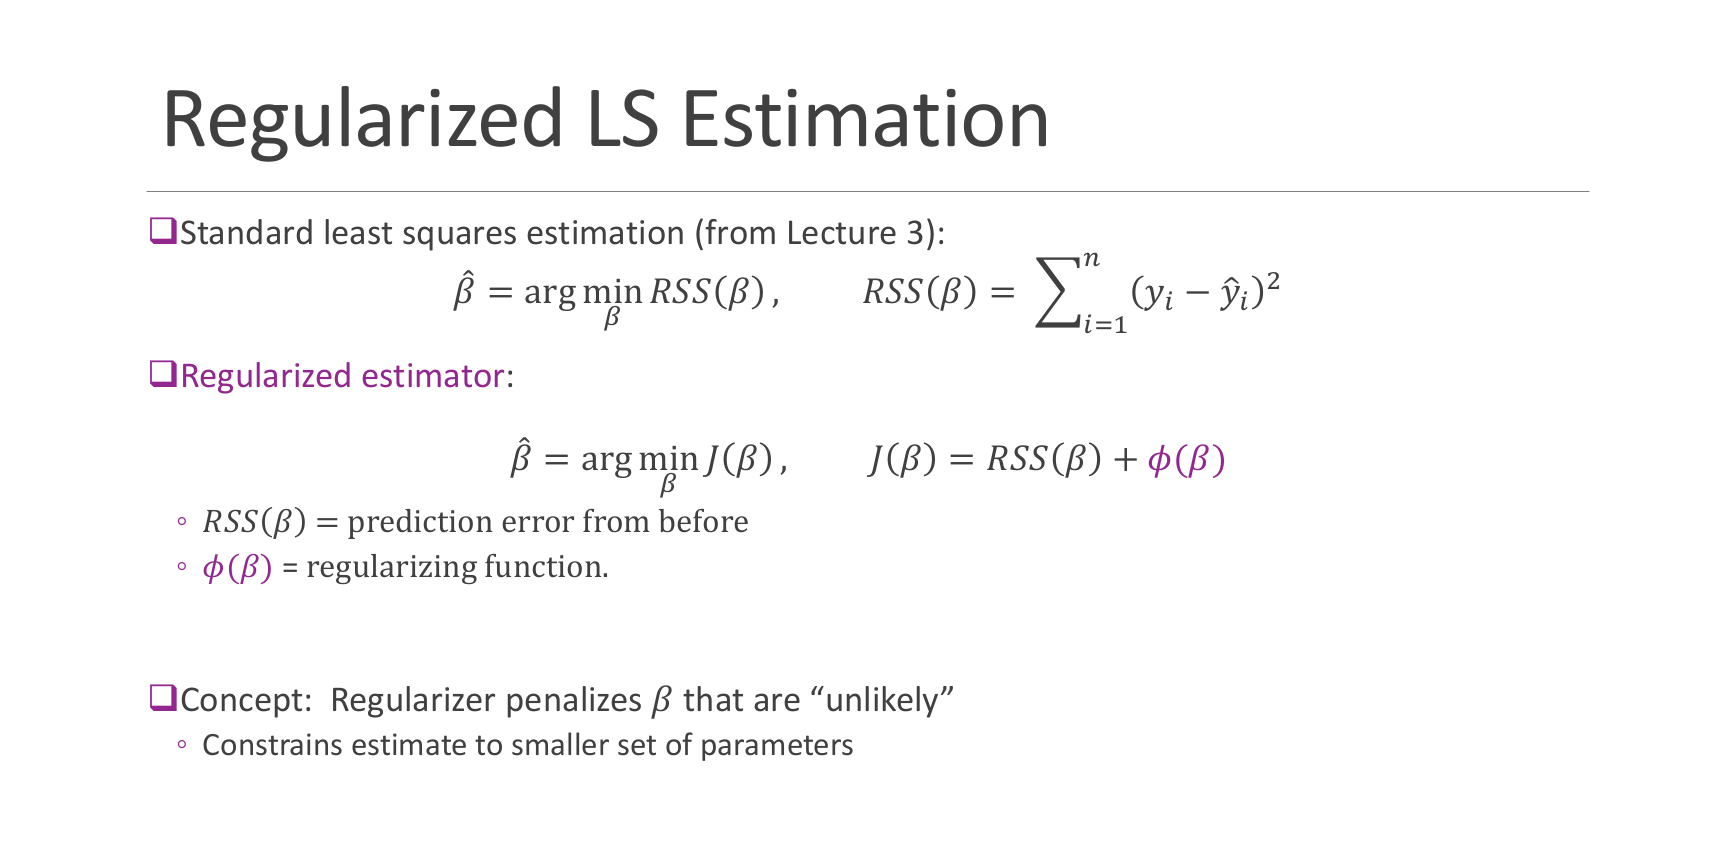 Regularized LS Estimation
❑Standard least squares estimation (from Lecture 3):
β̂ = arg min_β RSS(β) ,  RSS(β) = ∑_{i=1}^{n} (y_i − ŷ_i)²
❑Regularized estimator:
β̂ = arg min_β J(β) ,  J(β) = RSS(β) + ϕ(β)
◦ RSS(β) = prediction error from before
◦ ϕ(β) = regularizing function.
❑Concept: Regularizer penalizes β that are “unlikely”
◦ Constrains estimate to smaller set of parameters